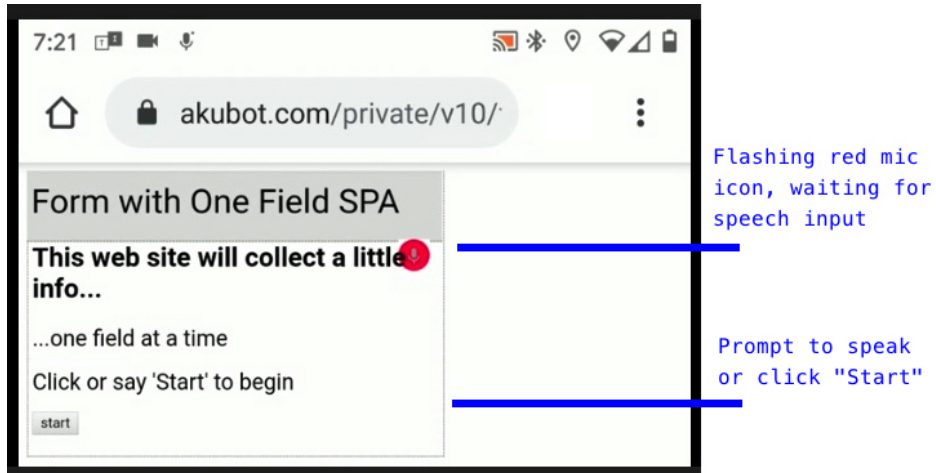 7:21
akubot.com/private/v10/
Form with One Field SPA
This web site will collect a little
info...
...one field at a time
Click or say 'Start' to begin
start
Flashing red mic
icon, waiting for
speech input
Prompt to speak
or click "Start"